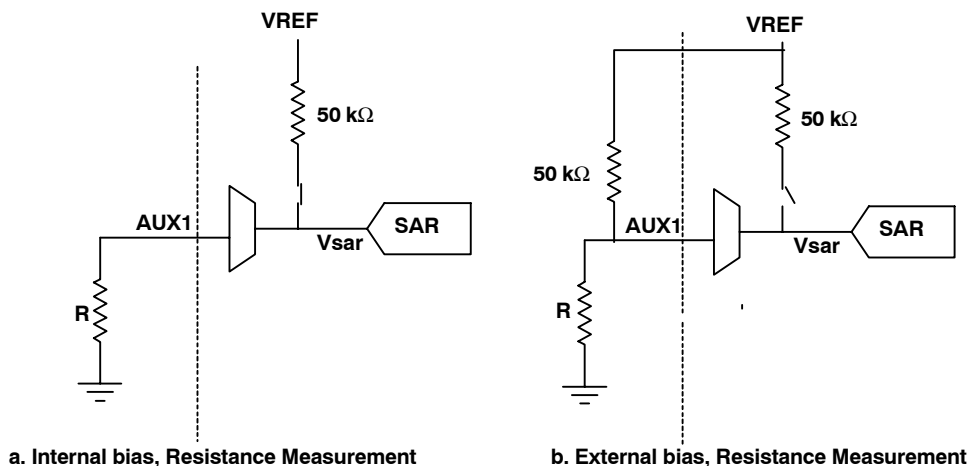 VREF
50 kΩ
AUX1
SAR
Vsar
R
a. Internal bias, Resistance Measurement
VREF
50 kΩ
50 kΩ
AUX1
SAR
Vsar
R
b. External bias, Resistance Measurement